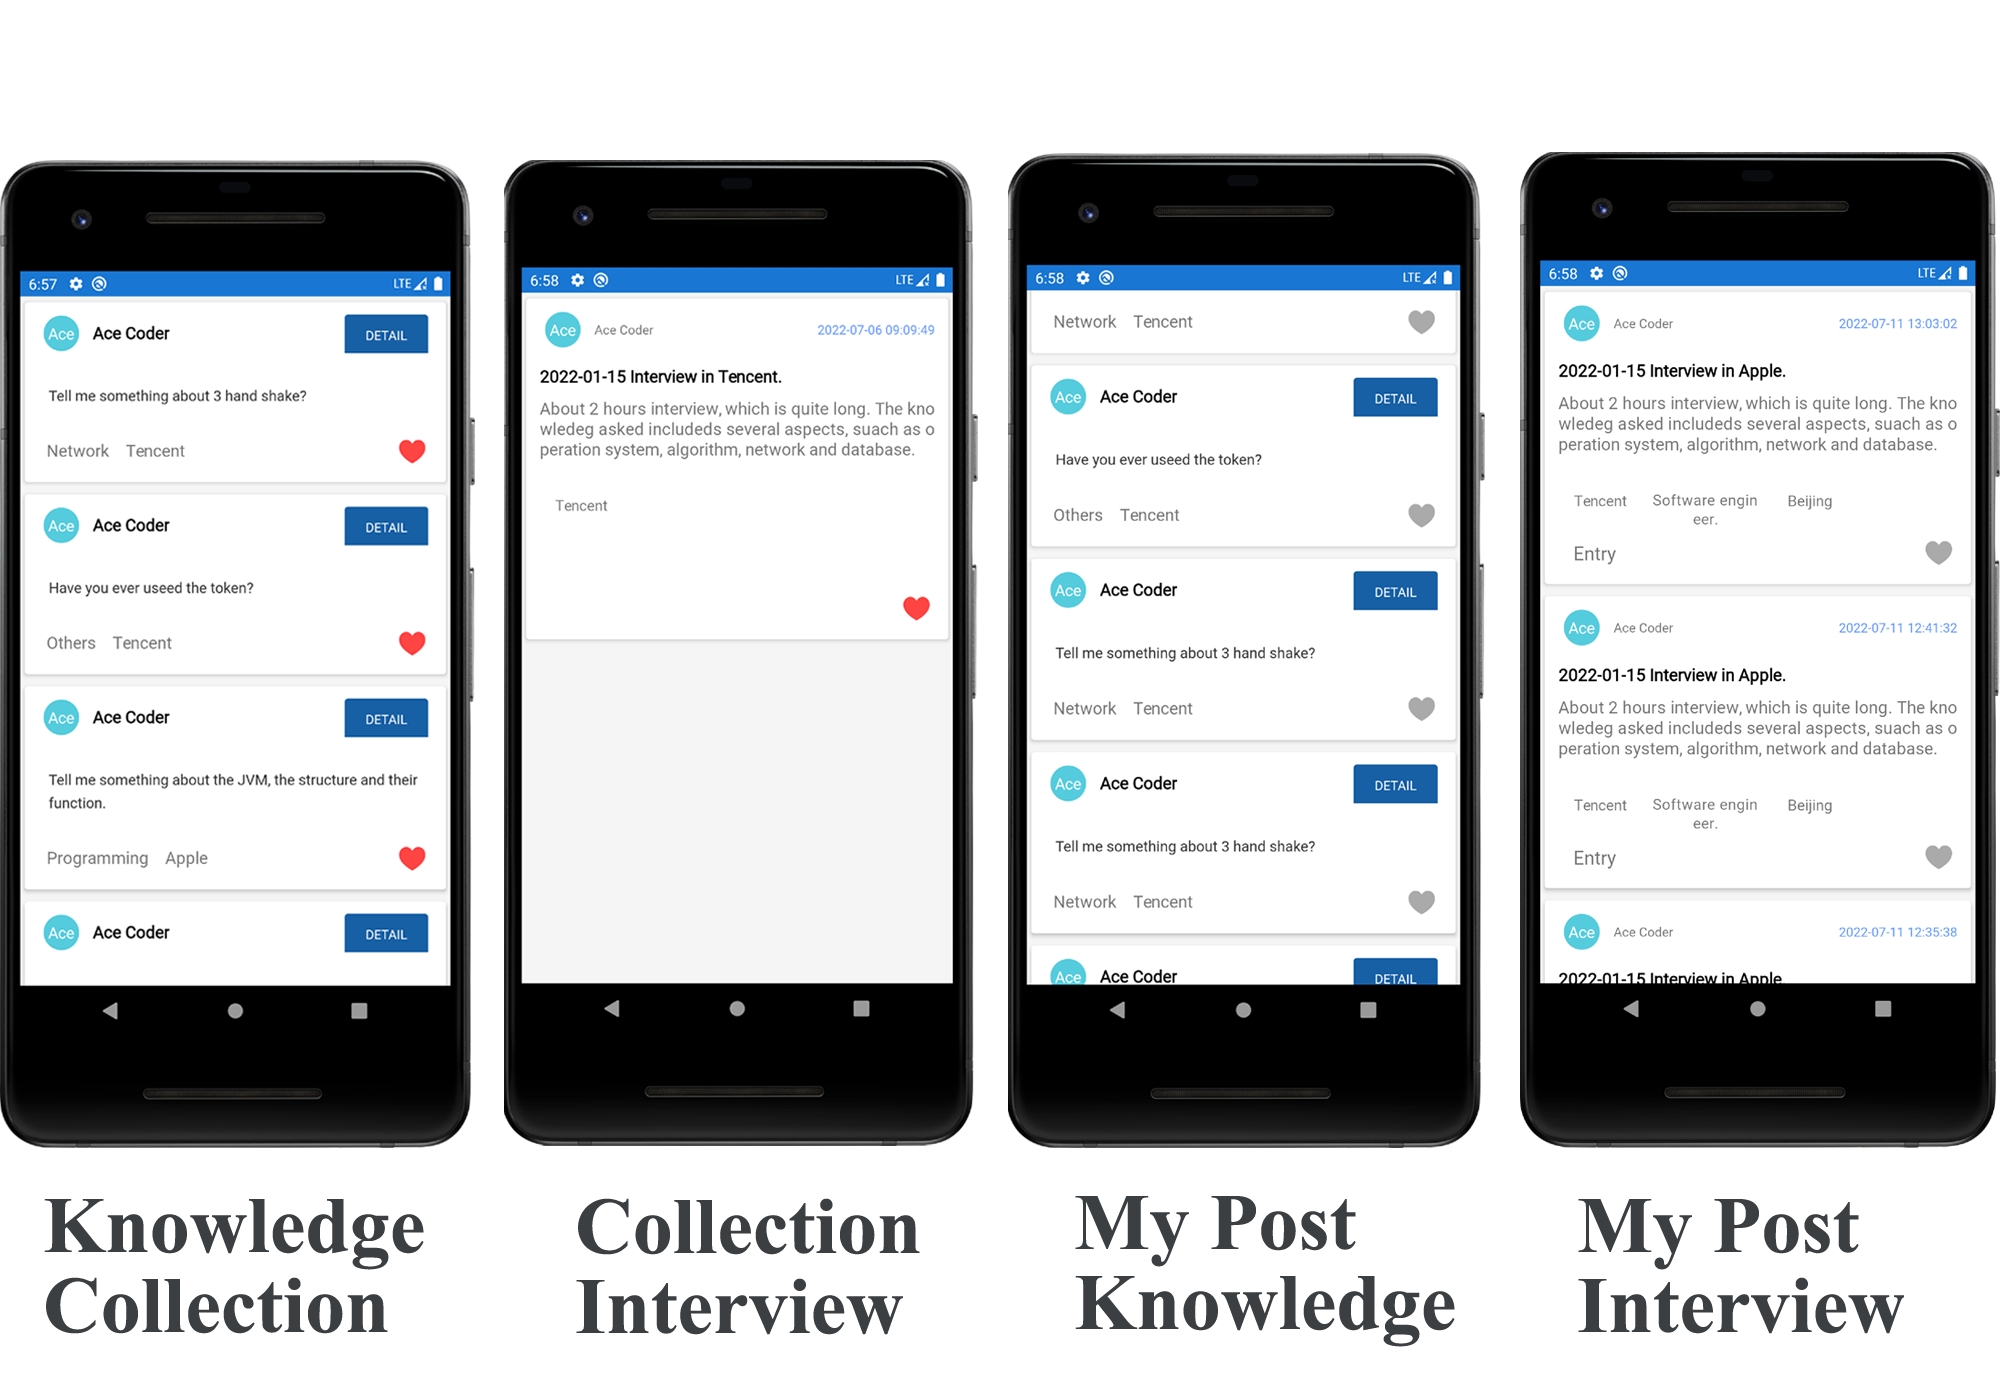 6:57 LTE
Ace Ace Coder DETAIL
Tell me something about 3 hand shake?
Network Tencent
Ace Ace Coder DETAIL
Have you ever useed the token?
Others Tencent
Ace Ace Coder DETAIL
Tell me something about the JVM, the structure and their
function.
Programming Apple
Ace Ace Coder DETAIL
Knowledge
Collection
6:58 LTE
Ace Ace Coder 2022-07-06 09:09:49
2022-01-15 Interview in Tencent.
About 2 hours interview, which is quite long. The kno
wledeg asked includeds several aspects, suach as o
peration system, algorithm, network and database.
Tencent
Collection
Interview
6:58 LTE
Network Tencent
Ace Ace Coder DETAIL
Have you ever useed the token?
Others Tencent
Ace Ace Coder DETAIL
Tell me something about 3 hand shake?
Network Tencent
Ace Ace Coder DETAIL
Tell me something about 3 hand shake?
Network Tencent
Ace Ace Coder DETAIL
My Post
Knowledge
6:58 LTE
Ace Ace Coder 2022-07-11 13:03:02
2022-01-15 Interview in Apple.
About 2 hours interview, which is quite long. The kno
wledeg asked includeds several aspects, suach as o
peration system, algorithm, network and database.
Tencent Software engin Beijing
eer.
Entry
Ace Ace Coder 2022-07-11 12:41:32
2022-01-15 Interview in Apple.
About 2 hours interview, which is quite long. The kno
wledeg asked includeds several aspects, suach as o
peration system, algorithm, network and database.
Tencent Software engin Beijing
eer.
Entry
Ace Ace Coder 2022-07-11 12:35:38
2022-01-15 Interview in Apple.
My Post
Interview